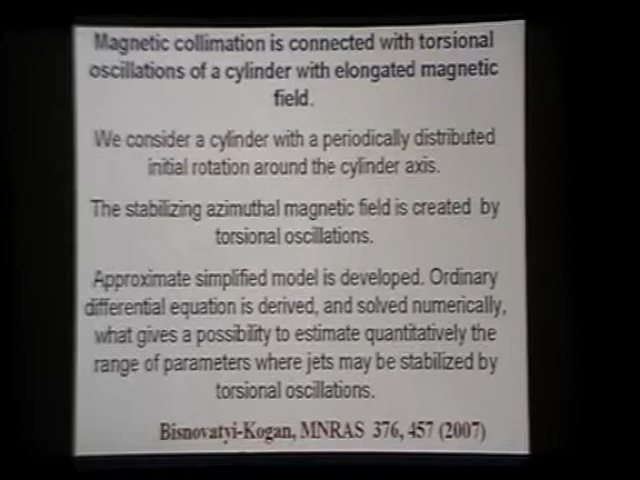 Magnetic collimation is connected with torsional
oscillations of a cylinder with elongated magnetic
field.
We consider a cylinder with a periodically distributed
initial rotation around the cylinder axis.
The stabilizing azimuthal magnetic field is created by
torsional oscillations.
Approximate simplified model is developed. Ordinary
differential equation is derived, and solved numerically,
what gives a possibility to estimate quantitatively the
range of parameters where jets may be stabilized by
torsional oscillations.
Bisnovatyi-Kogan, MNRAS 376, 457 (2007)